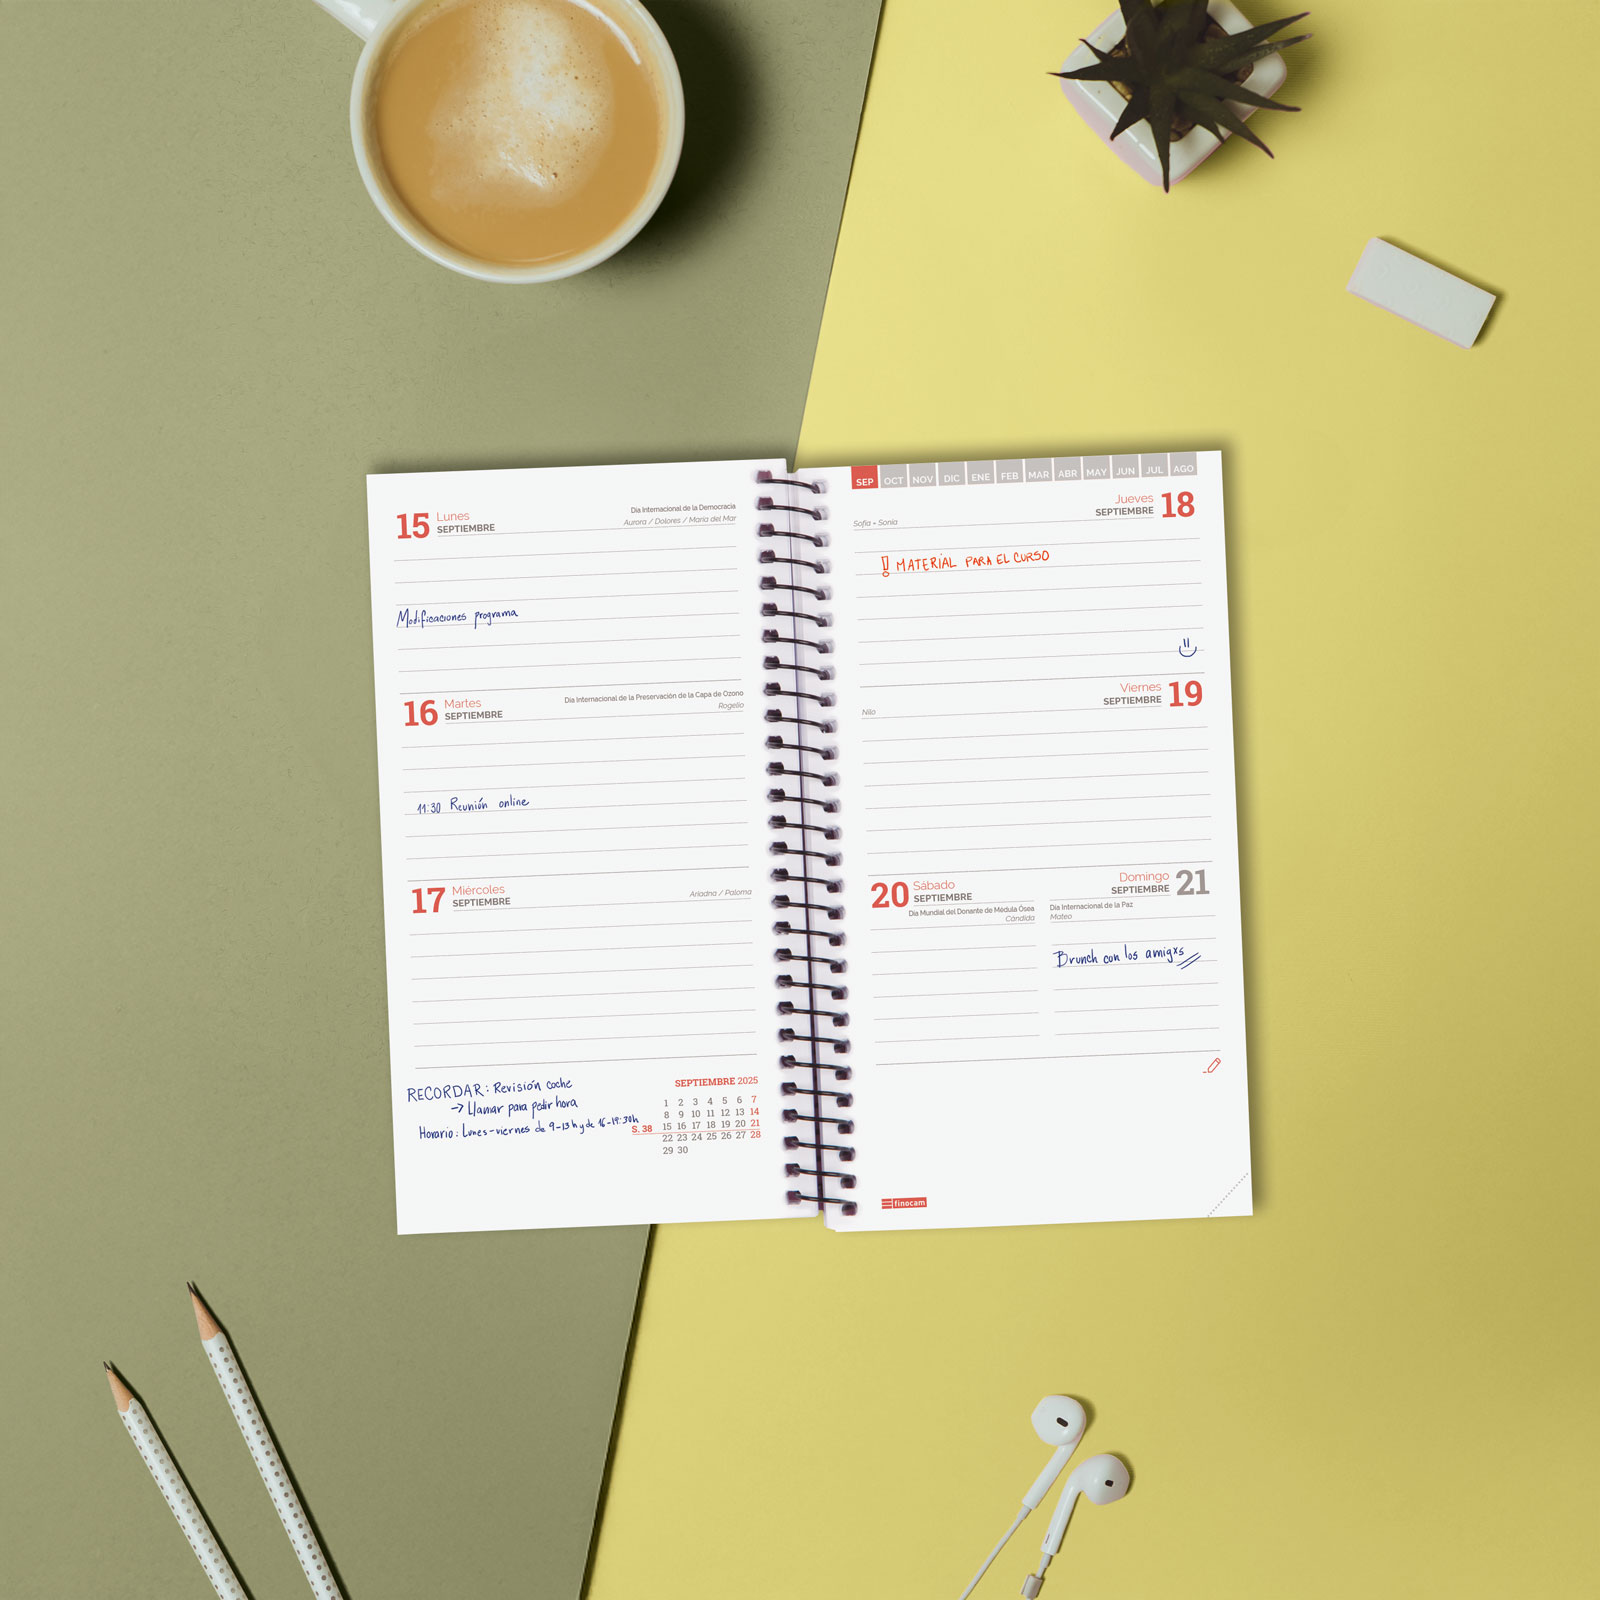 15 Lunes
SEPTIEMBRE
Día Internacional de la Democracia
Aurora / Dolores / María del Mar
Modificaciones programa
16 Martes
SEPTIEMBRE
Día Internacional de la Preservación de la Capa de Ozono
Rogelio
11:30 Reunión online
17 Miércoles
SEPTIEMBRE
Ariadna / Paloma
RECORDAR: Revisión coche
→ Llamar para pedir hora
Horario: Lunes-viernes de 9-13h y de 16-19:30h
SEPTIEMBRE 2025
1 2 3 4 5 6 7
8 9 10 11 12 13 14
S. 38 15 16 17 18 19 20 21
22 23 24 25 26 27 28
29 30
SEP OCT NOV DIC ENE FEB MAR ABR MAY JUN JUL AGO
Jueves 18
SEPTIEMBRE
Sofía - Sonia
! MATERIAL PARA EL CURSO
Viernes 19
SEPTIEMBRE
Nilo
20 Sábado
SEPTIEMBRE
Día Mundial del Donante de Médula Ósea
Cándida
Domingo 21
SEPTIEMBRE
Día Internacional de la Paz
Mateo
Brunch con los amigxs
finocam